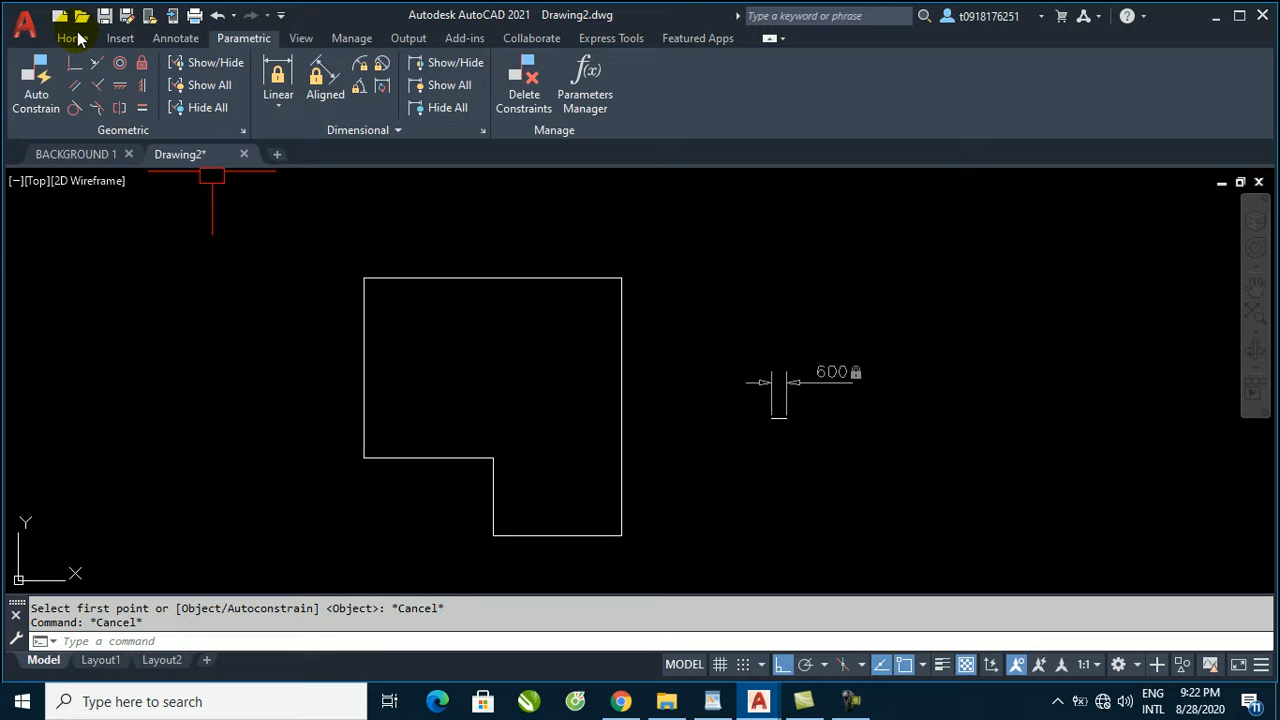 Autodesk AutoCAD 2021 Drawing2.dwg
Type a keyword or phrase
t0918176251
Home Insert Annotate Parametric View Manage Output Add-ins Collaborate Express Tools Featured Apps
Auto Constrain
Show/Hide
Show All
Hide All
Geometric
Linear
Aligned
Show/Hide
Show All
Hide All
Dimensional
Delete Constraints
f(x)
Parameters Manager
Manage
BACKGROUND 1
Drawing2*
[−][Top][2D Wireframe]
600
Y
X
Select first point or [Object/Autoconstrain] <Object>: *Cancel*
Command: *Cancel*
Type a command
Model Layout1 Layout2
MODEL
1:1
Type here to search
ENG
INTL
9:22 PM
8/28/2020
11